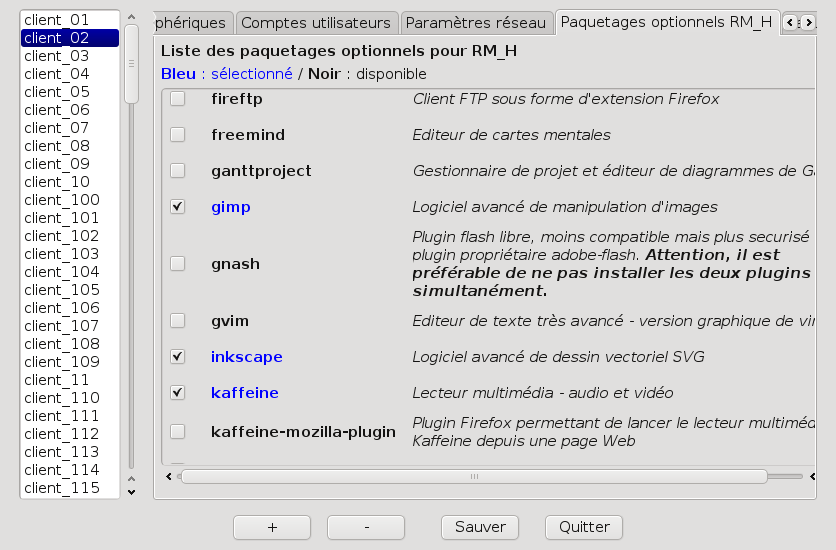 client_01
client_02
client_03
client_04
client_05
client_06
client_07
client_08
client_09
client_10
client_100
client_101
client_102
client_103
client_104
client_105
client_106
client_107
client_108
client_109
client_11
client_110
client_111
client_112
client_113
client_114
client_115
phériques
Comptes utilisateurs
Paramètres réseau
Paquetages optionnels RM_H
Liste des paquetages optionnels pour RM_H
Bleu : sélectionné / Noir : disponible
fireftp
Client FTP sous forme d'extension Firefox
freemind
Editeur de cartes mentales
ganttproject
Gestionnaire de projet et éditeur de diagrammes de G
gimp
Logiciel avancé de manipulation d'images
gnash
Plugin flash libre, moins compatible mais plus securisé
plugin propriétaire adobe-flash. Attention, il est
préférable de ne pas installer les deux plugins
simultanément.
gvim
Editeur de texte très avancé - version graphique de vi
inkscape
Logiciel avancé de dessin vectoriel SVG
kaffeine
Lecteur multimédia - audio et vidéo
kaffeine-mozilla-plugin
Plugin Firefox permettant de lancer le lecteur multiméd
Kaffeine depuis une page Web
+
-
Sauver
Quitter